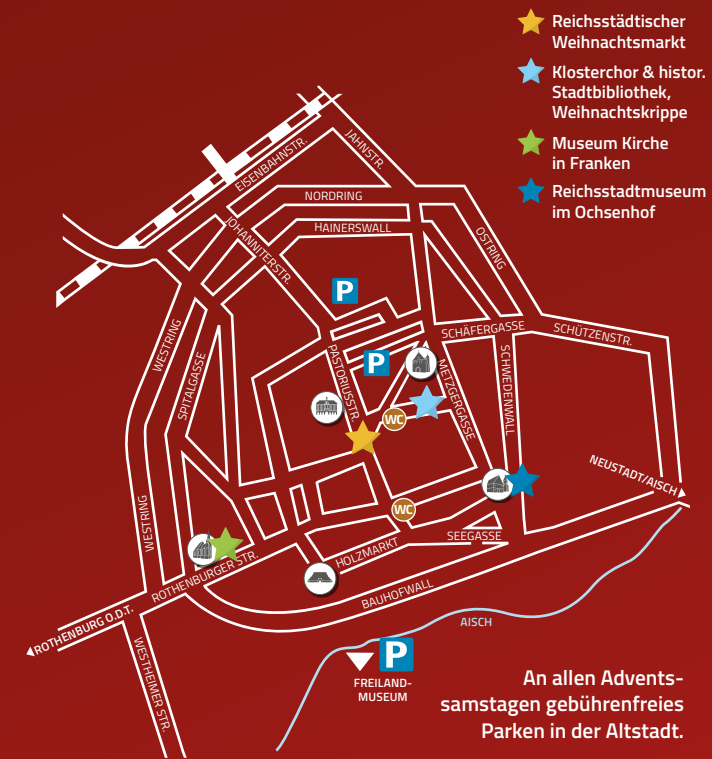 Reichsstädtischer
Weihnachtsmarkt
Klosterchor & histor.
Stadtbibliothek,
Weihnachtskrippe
Museum Kirche
in Franken
Reichsstadtmuseum
im Ochsenhof
JAHNSTR.
EISENBAHNSTR.
NORDRING
JOHANNITERSTR.
HAINERSWALL
OSTRING
P
WESTRING
SCHÄFERGASSE
SCHÜTZENSTR.
SPITALGASSE
PASTORIUSSTR.
P
METZGERGASSE
SCHWEDENWALL
WC
NEUSTADT/AISCH
WESTRING
WC
SEEGASSE
HOLZMARKT
ROTHENBURGER STR.
BAUHOFWALL
ROTHENBURG O.D.T.
AISCH
WESTHEIMER STR.
P
FREILAND-
MUSEUM
An allen Advents-
samstagen gebührenfreies
Parken in der Altstadt.